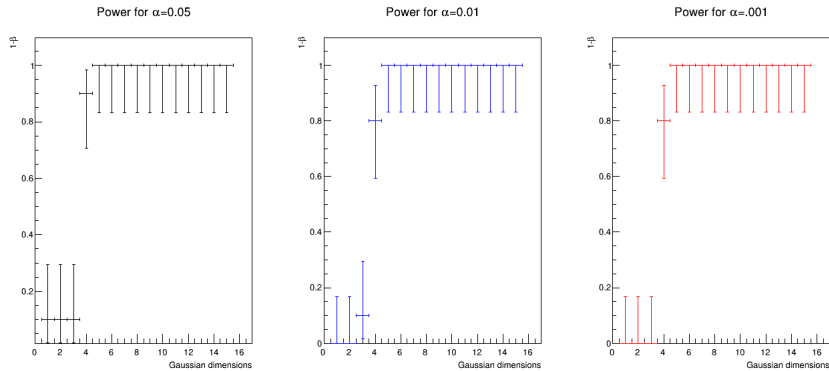 Power for α=0.05
1-β
1
0.8
0.6
0.4
0.2
0 2 4 6 8 10 12 14 16
Gaussian dimensions
Power for α=0.01
1-β
1
0.8
0.6
0.4
0.2
0
0 2 4 6 8 10 12 14 16
Gaussian dimensions
Power for α=.001
1-β
1
0.8
0.6
0.4
0.2
0
0 2 4 6 8 10 12 14 16
Gaussian dimensions